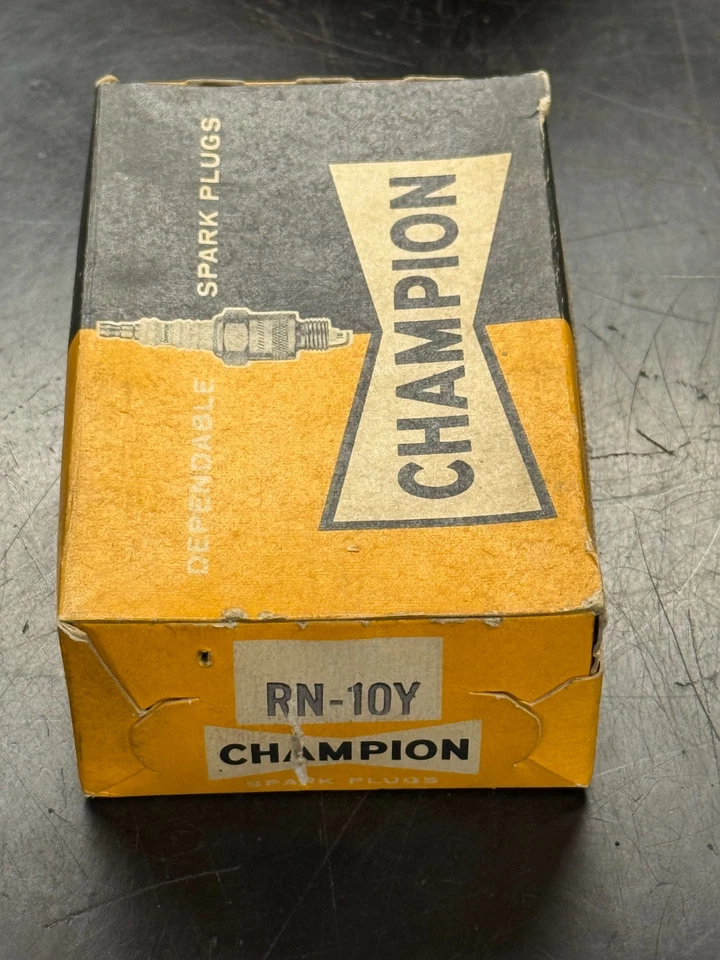 DEPENDABLE SPARK PLUGS
CHAMPION
RN-10Y
CHAMPION
SPARK PLUGS